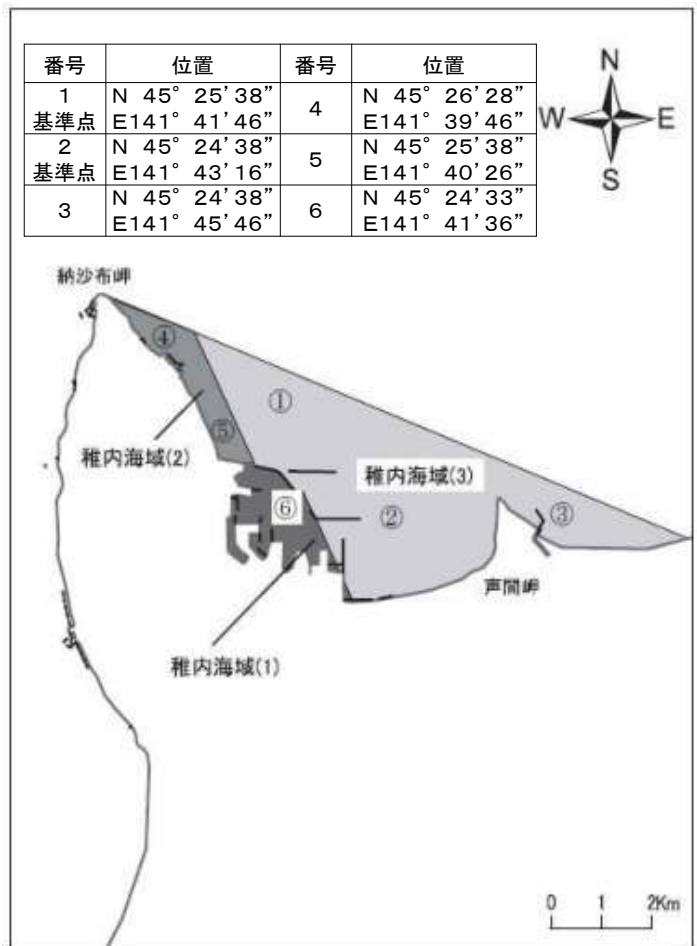 番号 位置 番号 位置
1 基準点 N 45° 25’38” E141° 41’46” 4 N 45° 26’28” E141° 39’46”
2 基準点 N 45° 24’38” E141° 43’16” 5 N 45° 25’38” E141° 40’26”
3 N 45° 24’38” E141° 45’46” 6 N 45° 24’33” E141° 41’36”
N
W E
S
納沙布岬
④
①
⑤
稚内海域(2)
稚内海域(3)
⑥
②
③
声問岬
稚内海域(1)
0 1 2Km